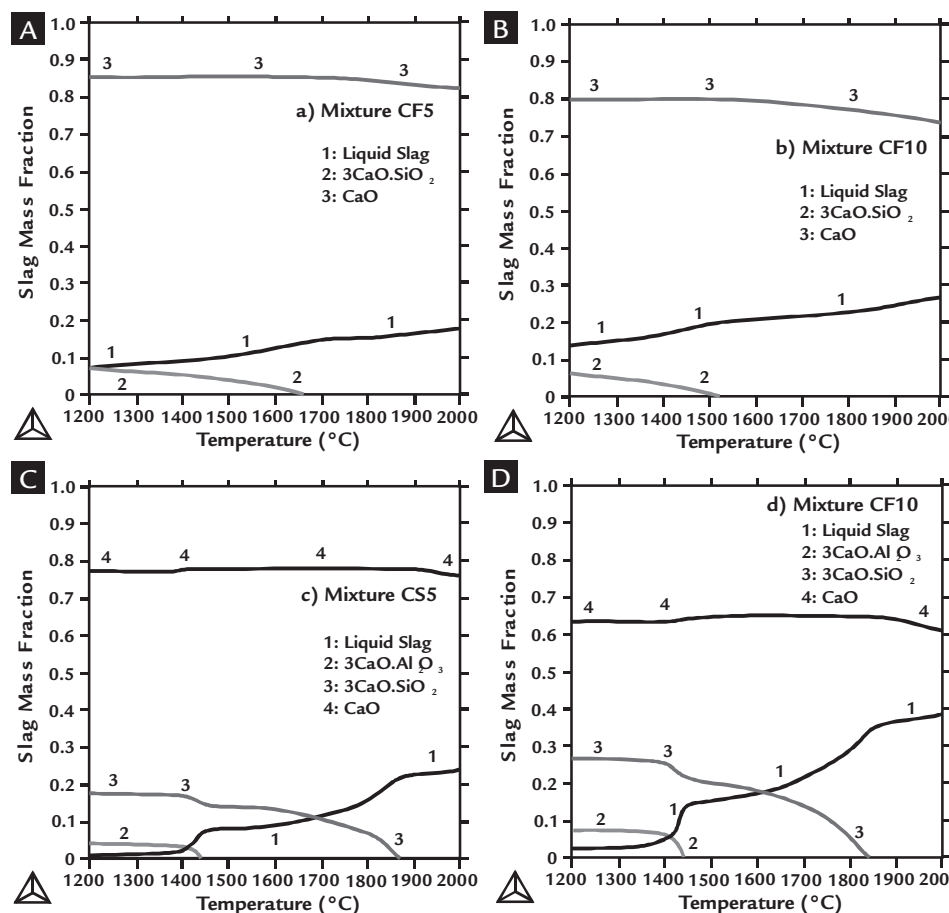 A
1.0
0.9
0.8
0.7
0.6
0.5
0.4
0.3
0.2
0.1
0
Slag Mass Fraction
3 3 3
a) Mixture CF5
1: Liquid Slag
2: 3CaO.SiO2
3: CaO
1 1 1
2 2
1200 1300 1400 1500 1600 1700 1800 1900 2000
Temperature (°C)
B
1.0
0.9
0.8
0.7
0.6
0.5
0.4
0.3
0.2
0.1
0
Slag Mass Fraction
3 3 3
b) Mixture CF10
1: Liquid Slag
2: 3CaO.SiO2
3: CaO
1 1 1
2 2
1200 1300 1400 1500 1600 1700 1800 1900 200
Temperature (°C)
C
1.0
0.9
0.8
0.7
0.6
0.5
0.4
0.3
0.2
0.1
0
Slag Mass Fraction
4 4 4 4
c) Mixture CS5
1: Liquid Slag
2: 3CaO.Al2O3
3: 3CaO.SiO2
4: CaO
3 3 1
2 1 3
1200 1300 1400 1500 1600 1700 1800 1900 2000
Temperature (°C)
D
1.0
0.9
0.8
0.7
0.6
0.5
0.4
0.3
0.2
0.1
0
Slag Mass Fraction
d) Mixture CF10
1: Liquid Slag
2: 3CaO.Al2O3
3: 3CaO.SiO2
4: CaO
4 4 4
3 3 1
2 1 1 2 3
1200 1300 1400 1500 1600 1700 1800 1900 2000
Temperature (°C)